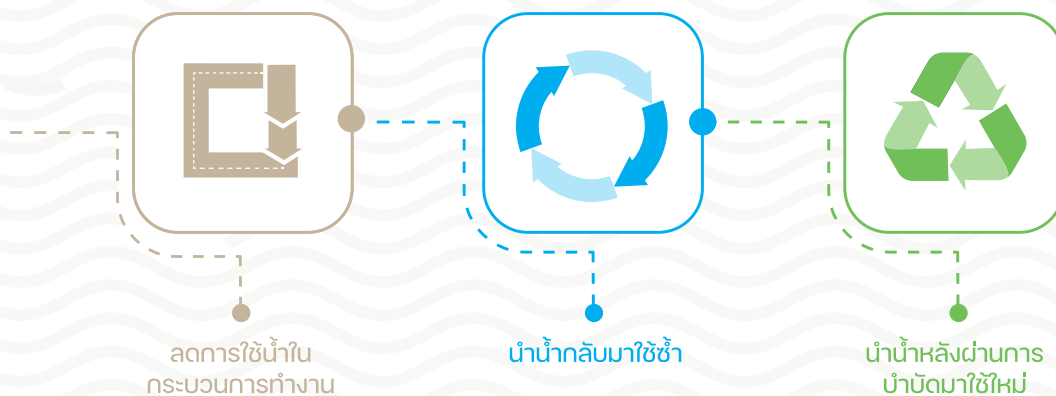 ลดการใช้น้ำใน
กระบวนการทำงาน
นำน้ำกลับมาใช้ซ้ำ
นำน้ำหลังผ่านการ
บำบัดมาใช้ใหม่